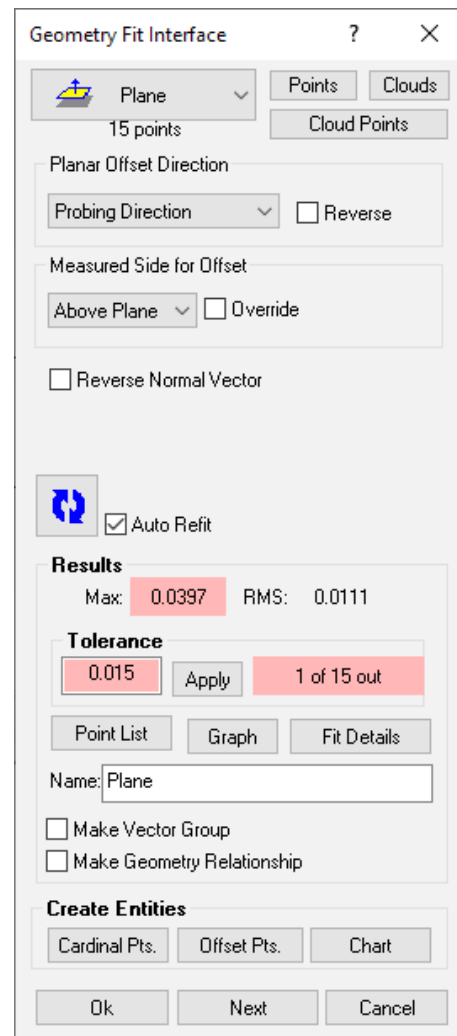 Geometry Fit Interface ? ×
Plane Points Clouds
15 points Cloud Points
Planar Offset Direction
Probing Direction Reverse
Measured Side for Offset
Above Plane Override
Reverse Normal Vector
Auto Refit
Results
Max: 0.0397 RMS: 0.0111
Tolerance
0.015 Apply 1 of 15 out
Point List Graph Fit Details
Name: Plane
Make Vector Group
Make Geometry Relationship
Create Entities
Cardinal Pts. Offset Pts. Chart
Ok Next Cancel